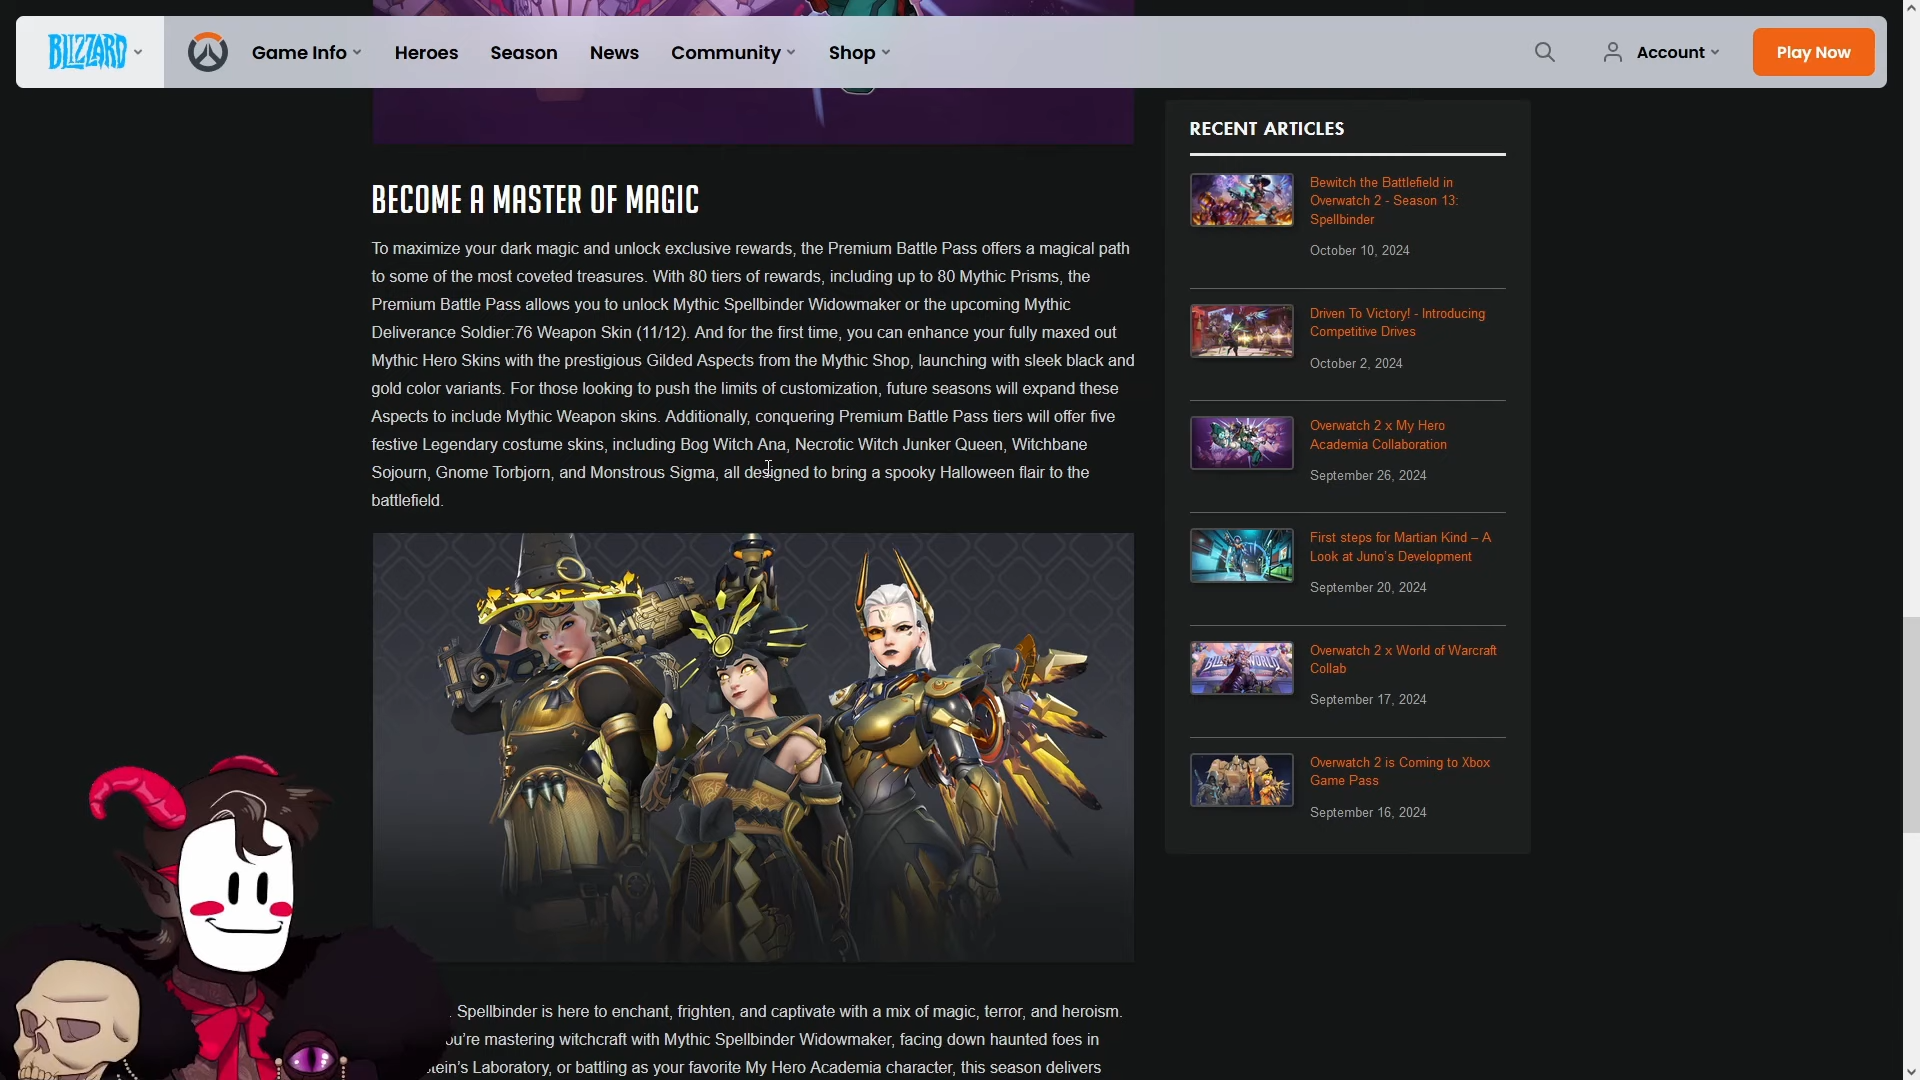 BLIZZARD
Game Info
Heroes
Season
News
Community
Shop
Account
Play Now
BECOME A MASTER OF MAGIC
To maximize your dark magic and unlock exclusive rewards, the Premium Battle Pass offers a magical path
to some of the most coveted treasures. With 80 tiers of rewards, including up to 80 Mythic Prisms, the
Premium Battle Pass allows you to unlock Mythic Spellbinder Widowmaker or the upcoming Mythic
Deliverance Soldier:76 Weapon Skin (11/12). And for the first time, you can enhance your fully maxed out
Mythic Hero Skins with the prestigious Gilded Aspects from the Mythic Shop, launching with sleek black and
gold color variants. For those looking to push the limits of customization, future seasons will expand these
Aspects to include Mythic Weapon skins. Additionally, conquering Premium Battle Pass tiers will offer five
festive Legendary costume skins, including Bog Witch Ana, Necrotic Witch Junker Queen, Witchbane
Sojourn, Gnome Torbjorn, and Monstrous Sigma, all designed to bring a spooky Halloween flair to the
battlefield.
. Spellbinder is here to enchant, frighten, and captivate with a mix of magic, terror, and heroism.
ou're mastering witchcraft with Mythic Spellbinder Widowmaker, facing down haunted foes in
tein's Laboratory, or battling as your favorite My Hero Academia character, this season delivers
RECENT ARTICLES
Bewitch the Battlefield in
Overwatch 2 - Season 13:
Spellbinder
October 10, 2024
Driven To Victory! - Introducing
Competitive Drives
October 2, 2024
Overwatch 2 x My Hero
Academia Collaboration
September 26, 2024
First steps for Martian Kind – A
Look at Juno's Development
September 20, 2024
Overwatch 2 x World of Warcraft
Collab
September 17, 2024
Overwatch 2 is Coming to Xbox
Game Pass
September 16, 2024